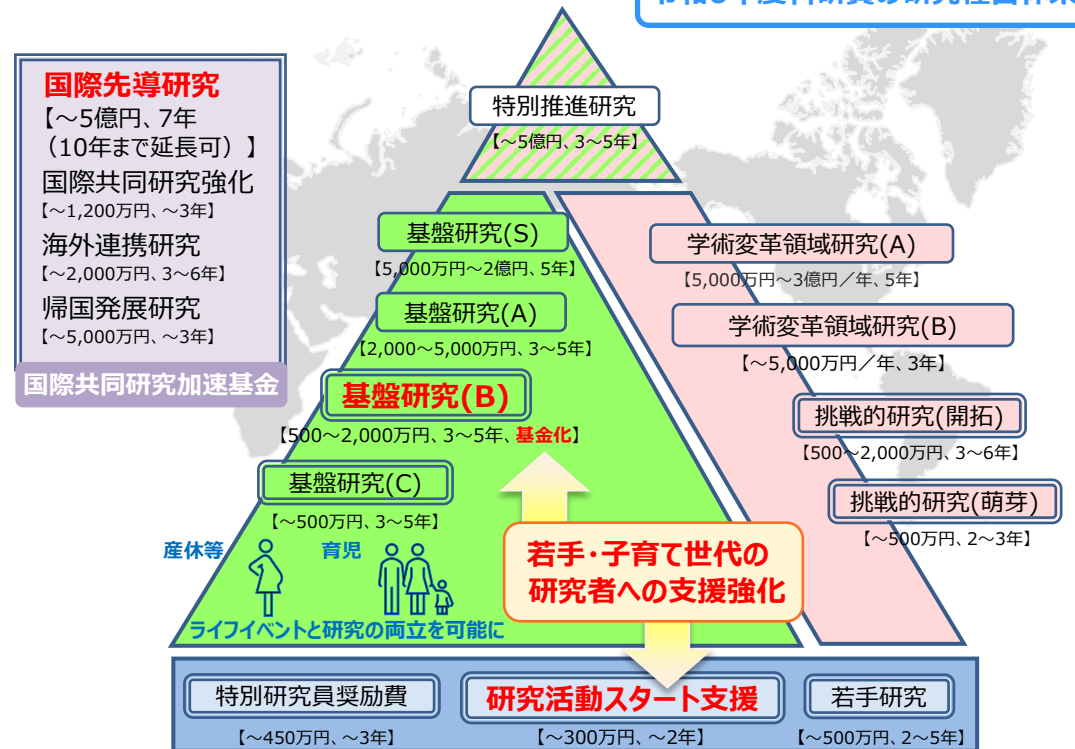 国際先導研究
【～5億円、7年
（10年まで延長可）】
国際共同研究強化
【～1,200万円、～3年】
海外連携研究
【～2,000万円、3～6年】
帰国発展研究
【～5,000万円、～3年】
国際共同研究加速基金
特別推進研究
【～5億円、3～5年】
基盤研究(S)
【5,000万円～2億円、5年】
基盤研究(A)
【2,000～5,000万円、3～5年】
基盤研究(B)
【500～2,000万円、3～5年、基金化】
基盤研究(C)
【～500万円、3～5年】
学術変革領域研究(A)
【5,000万円～3億円／年、5年】
学術変革領域研究(B)
【～5,000万円／年、3年】
挑戦的研究(開拓)
【500～2,000万円、3～6年】
挑戦的研究(萌芽)
【～500万円、2～3年】
産休等
育児
ライフイベントと研究の両立を可能に
若手・子育て世代の
研究者への支援強化
特別研究員奨励費
【～450万円、～3年】
研究活動スタート支援
【～300万円、～2年】
若手研究
【～500万円、2～5年】